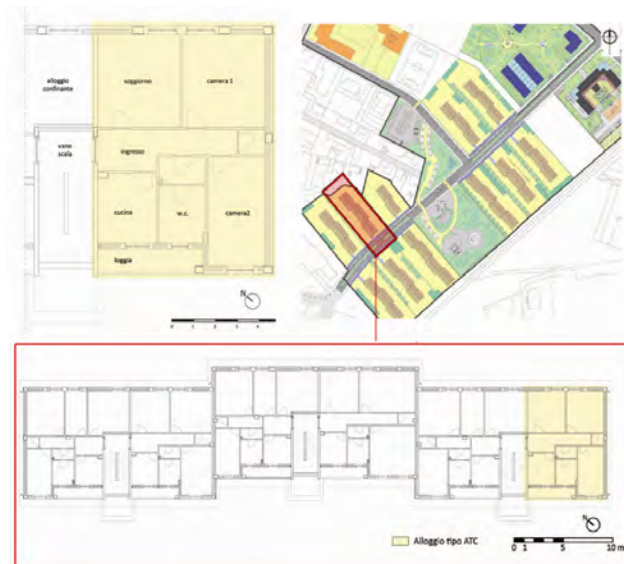 alloggio
confinante
soggiorno
camera 1
vano
scala
ingresso
cucina
w.c.
camera2
loggia
N
0 1 2 3 4
N
Alloggio tipo ATC
0 1 5 10 m